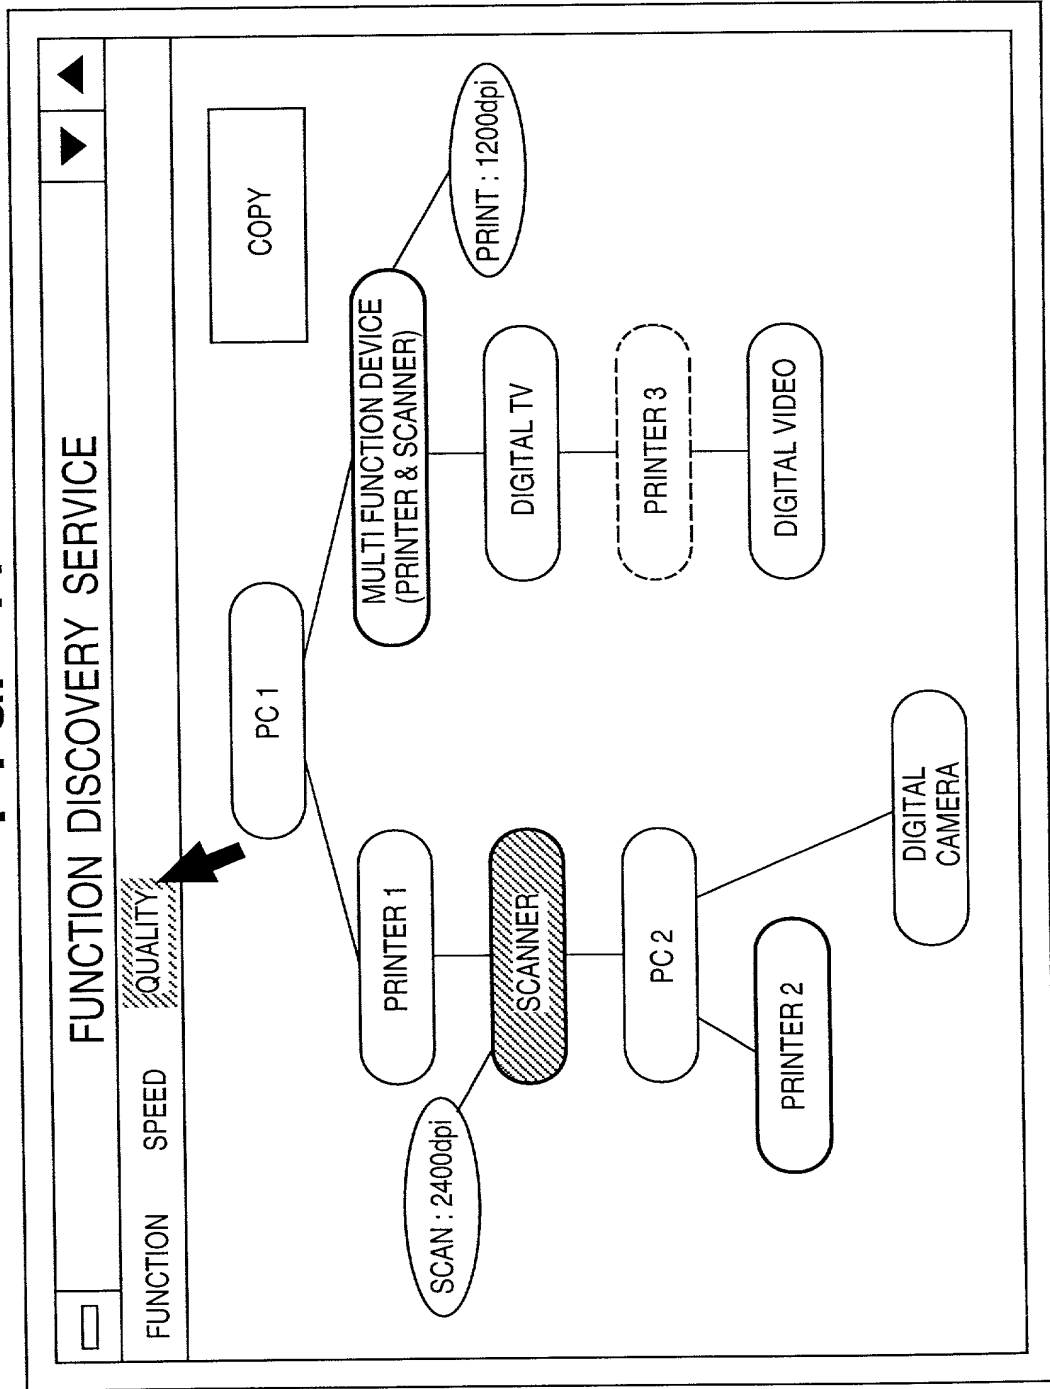 FUNCTION DISCOVERY SERVICE
FUNCTION SPEED QUALITY
COPY
PC 1
PRINTER 1
MULTI FUNCTION DEVICE
(PRINTER & SCANNER)
SCAN : 2400dpi
PRINT : 1200dpi
SCANNER
DIGITAL TV
PC 2
PRINTER 3
PRINTER 2
DIGITAL VIDEO
DIGITAL
CAMERA